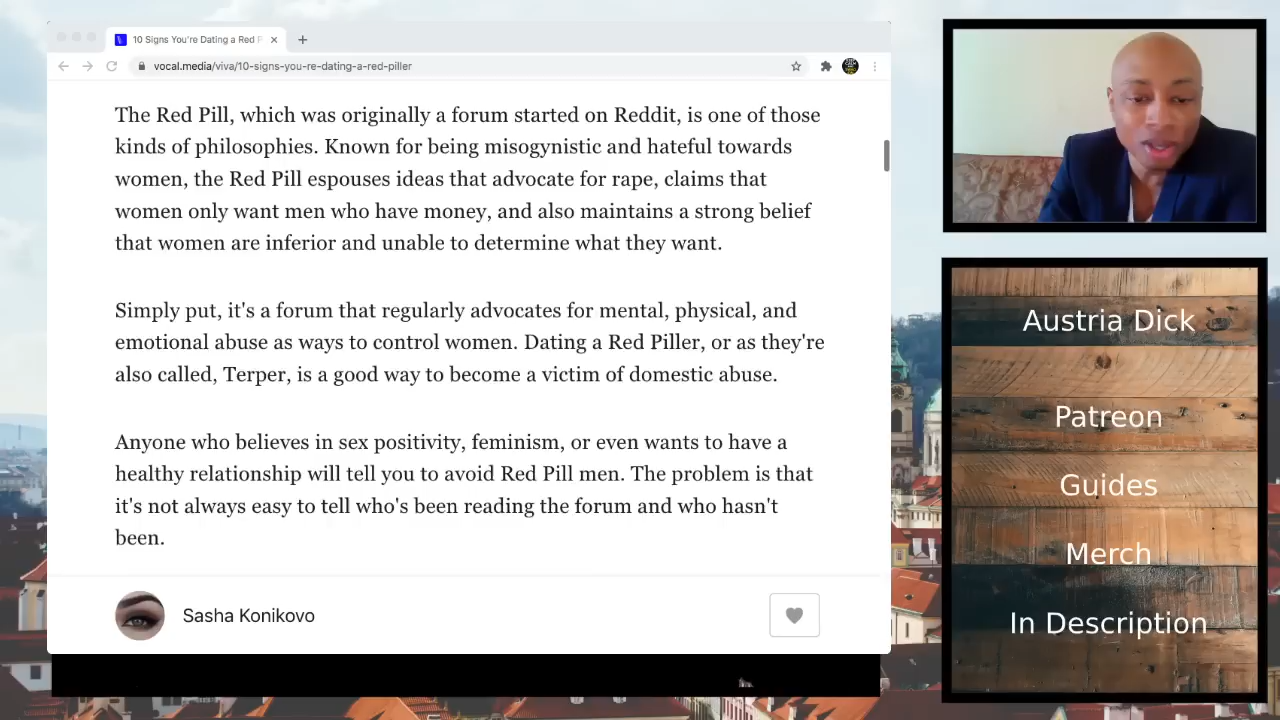 10 Signs You're Dating a Red P
vocal.media/viva/10-signs-you-re-dating-a-red-piller
The Red Pill, which was originally a forum started on Reddit, is one of those
kinds of philosophies. Known for being misogynistic and hateful towards
women, the Red Pill espouses ideas that advocate for rape, claims that
women only want men who have money, and also maintains a strong belief
that women are inferior and unable to determine what they want.
Simply put, it's a forum that regularly advocates for mental, physical, and
emotional abuse as ways to control women. Dating a Red Piller, or as they're
also called, Terper, is a good way to become a victim of domestic abuse.
Anyone who believes in sex positivity, feminism, or even wants to have a
healthy relationship will tell you to avoid Red Pill men. The problem is that
it's not always easy to tell who's been reading the forum and who hasn't
been.
Sasha Konikovo
Austria Dick
Patreon
Guides
Merch
In Description